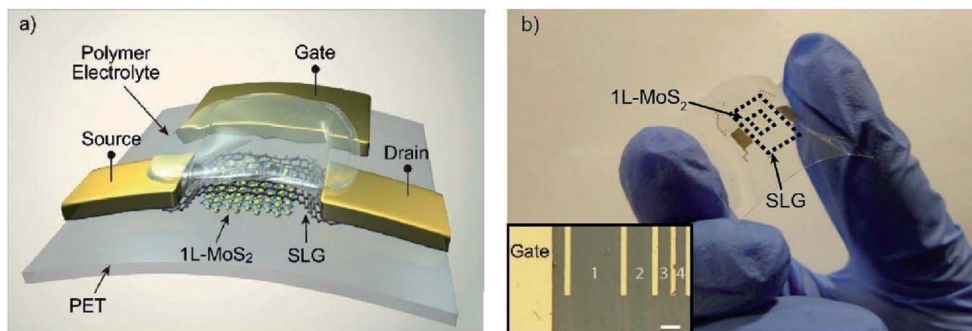 a)
Polymer
Electrolyte
Gate
Source
Drain
1L-MoS₂
SLG
PET
b)
1L-MoS₂
SLG
Gate
1
2
3
4